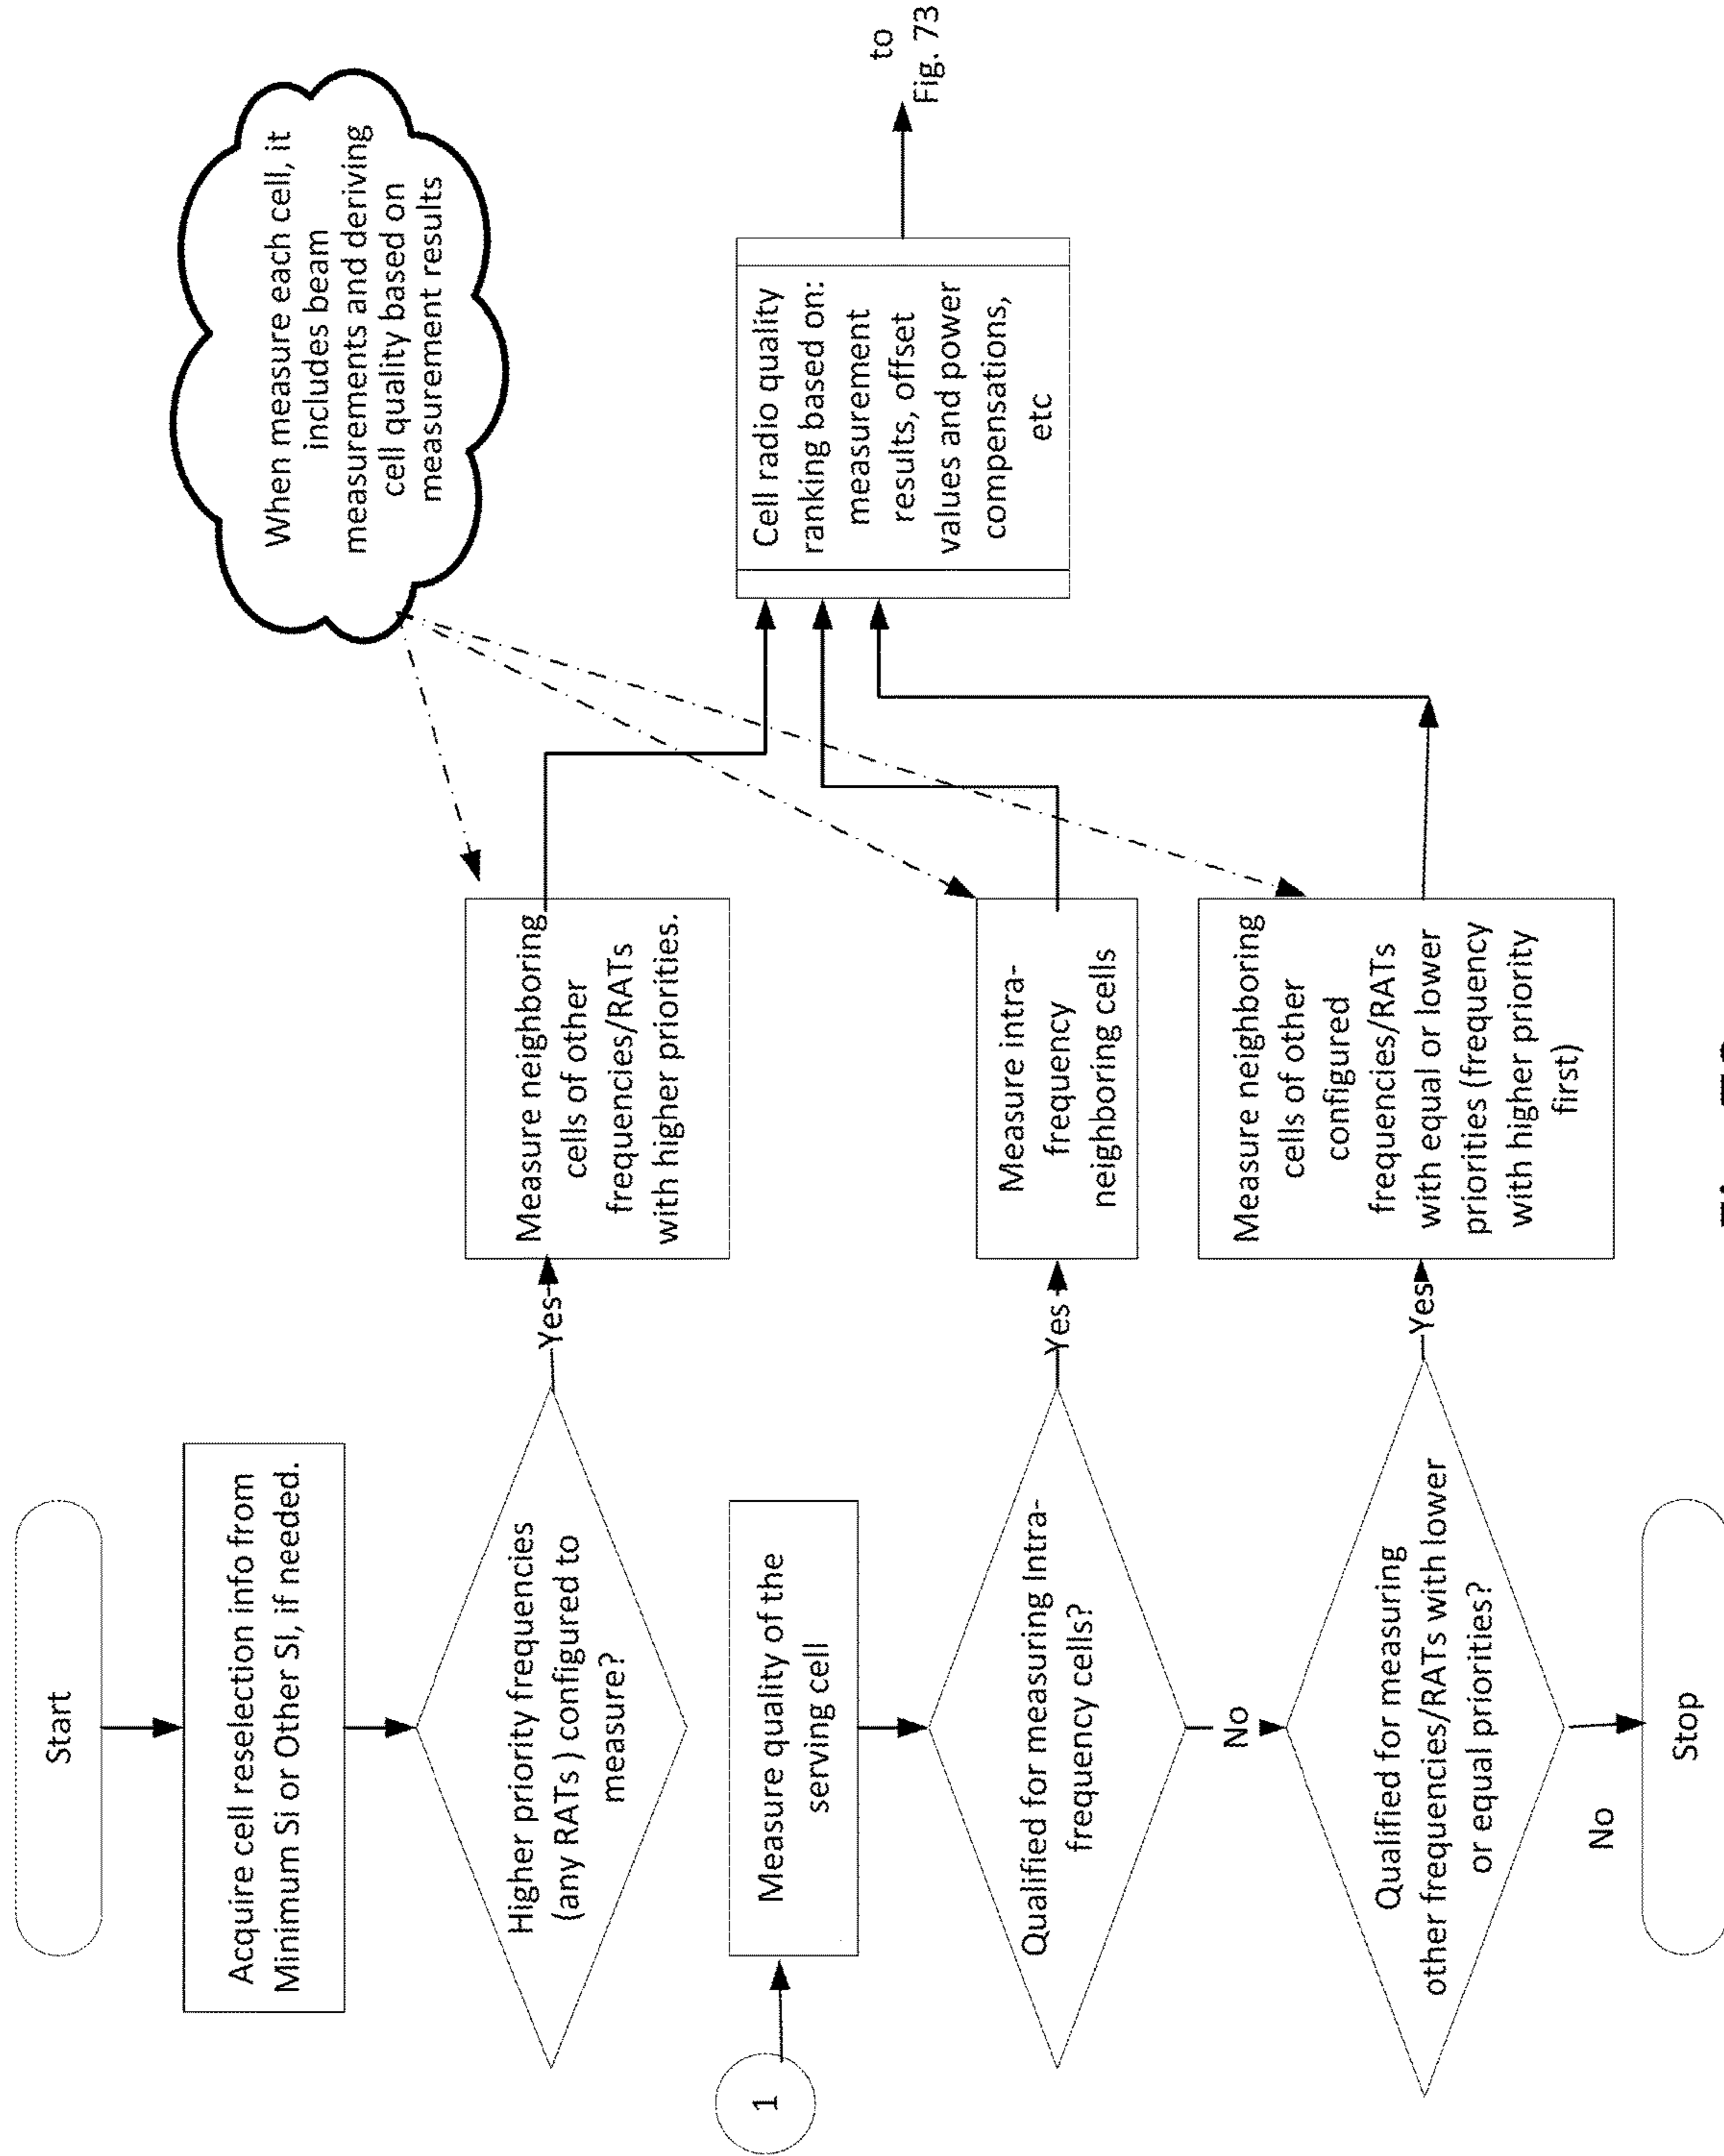 Start
Acquire cell reselection info from
Minimum Si or Other SI, if needed.
Higher priority frequencies
(any RATs ) configured to
measure?
Yes
Measure neighboring
cells of other
frequencies/RATs
with higher priorities.
When measure each cell, it
includes beam
measurements and deriving
cell quality based on
measurement results
1
Measure quality of the
serving cell
Qualified for measuring Intra-
frequency cells?
Yes
Measure intra-
frequency
neighboring cells
No
Qualified for measuring
other frequencies/RATs with lower
or equal priorities?
Yes
Measure neighboring
cells of other
configured
frequencies/RATs
with equal or lower
priorities (frequency
with higher priority
first)
No
Stop
Cell radio quality
ranking based on:
measurement
results, offset
values and power
compensations,
etc
to
Fig. 73